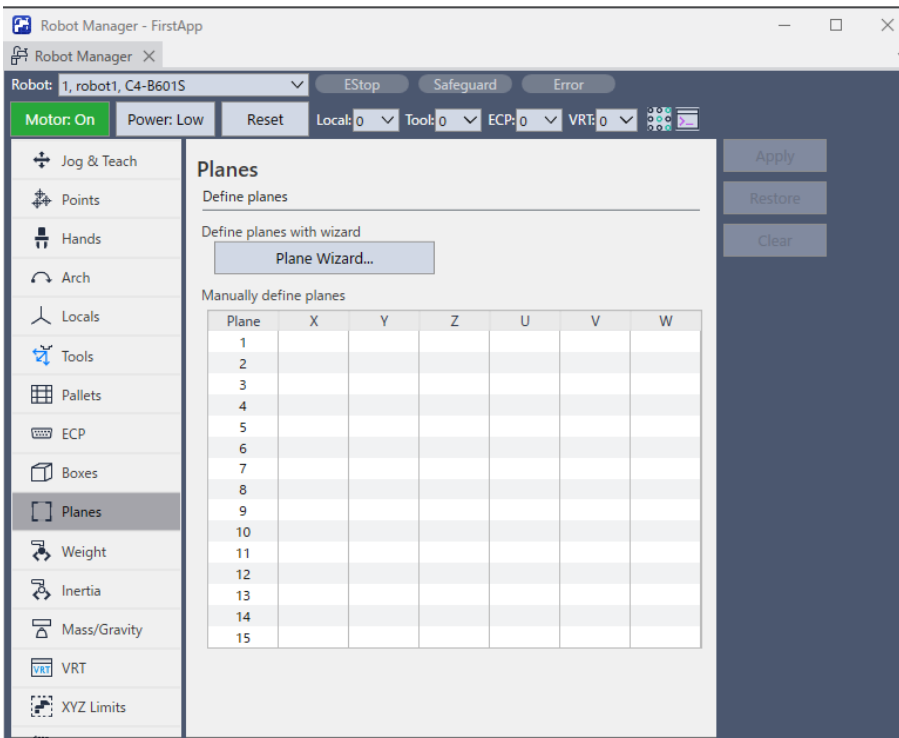 Robot Manager - FirstApp
Robot Manager
Robot: 1, robot1, C4-B601S EStop Safeguard Error
Motor: On Power: Low Reset Local: 0 Tool: 0 ECP: 0 VRT: 0
Jog & Teach
Points
Hands
Arch
Locals
Tools
Pallets
ECP
Boxes
Planes
Weight
Inertia
Mass/Gravity
VRT VRT
XYZ Limits
Planes
Define planes
Define planes with wizard
Plane Wizard...
Manually define planes
Plane X Y Z U V W
1
2
3
4
5
6
7
8
9
10
11
12
13
14
15
Apply
Restore
Clear